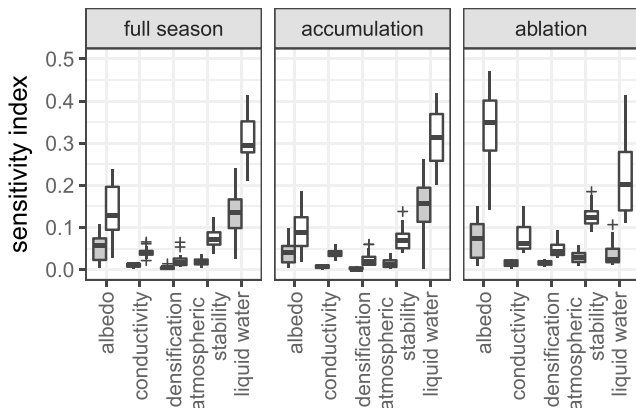 full season
accumulation
ablation
sensitivity index
0.5
0.4
0.3
0.2
0.1
0.0
albedo
conductivity
densification
atmospheric
stability
liquid water
albedo
conductivity
densification
atmospheric
stability
liquid water
albedo
conductivity
densification
atmospheric
stability
liquid water